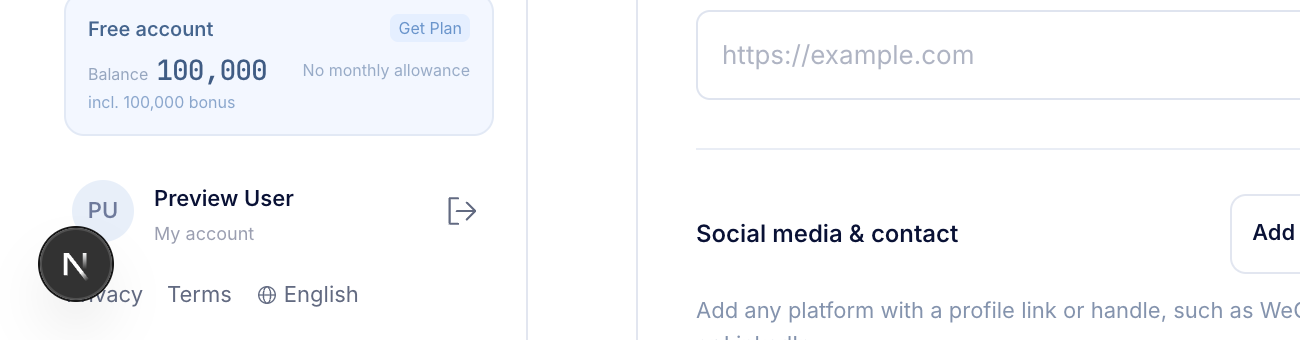 Free account
Get Plan
Balance 100,000
No monthly allowance
incl. 100,000 bonus
PU
Preview User
My account
N
Terms
English
https://example.com
Social media & contact
Add
Add any platform with a profile link or handle, such as